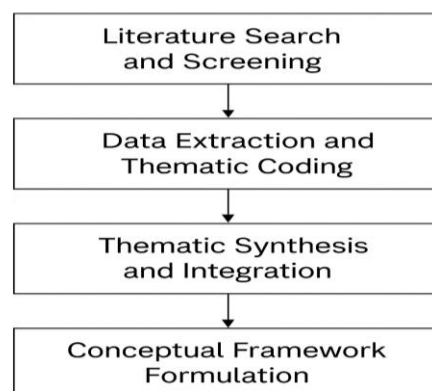 Literature Search
and Screening
Data Extraction and
Thematic Coding
Thematic Synthesis
and Integration
Conceptual Framework
Formulation